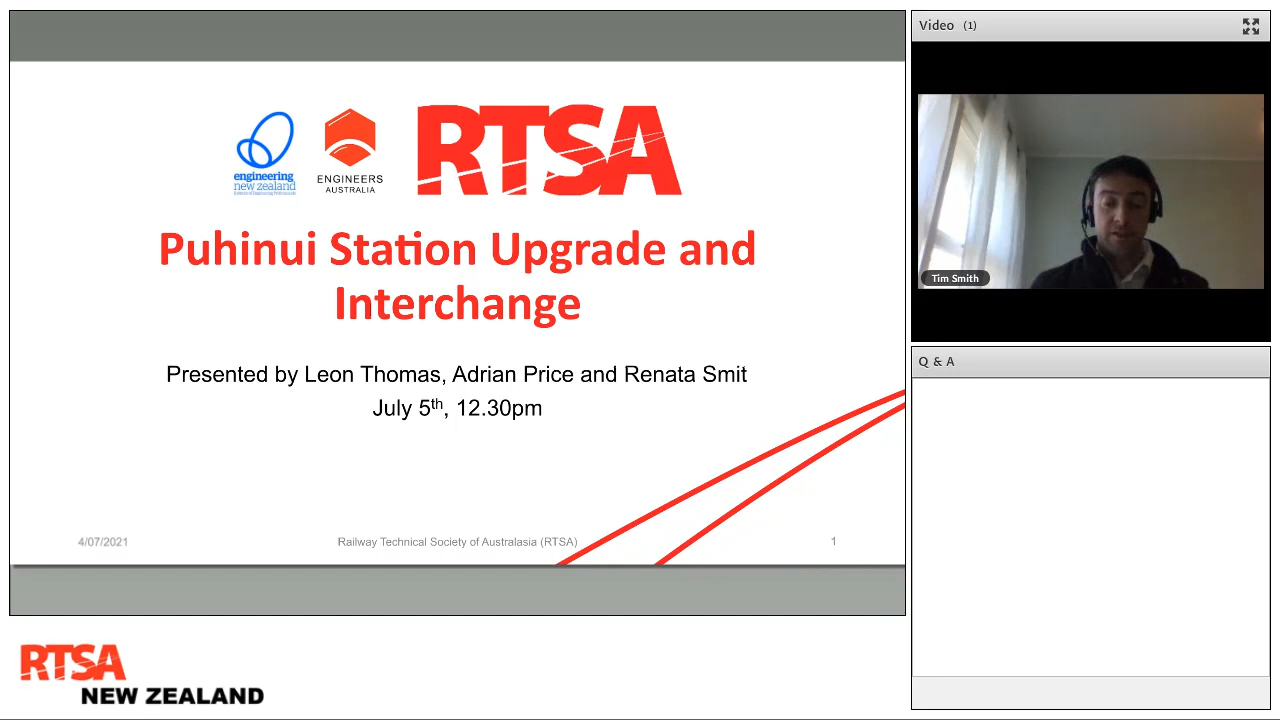 engineering
new zealand
ENGINEERS
AUSTRALIA
RTSA
Puhinui Station Upgrade and
Interchange
Presented by Leon Thomas, Adrian Price and Renata Smit
July 5th, 12.30pm
4/07/2021
Railway Technical Society of Australasia (RTSA)
1
Video (1)
Tim Smith
Q & A
RTSA
NEW ZEALAND